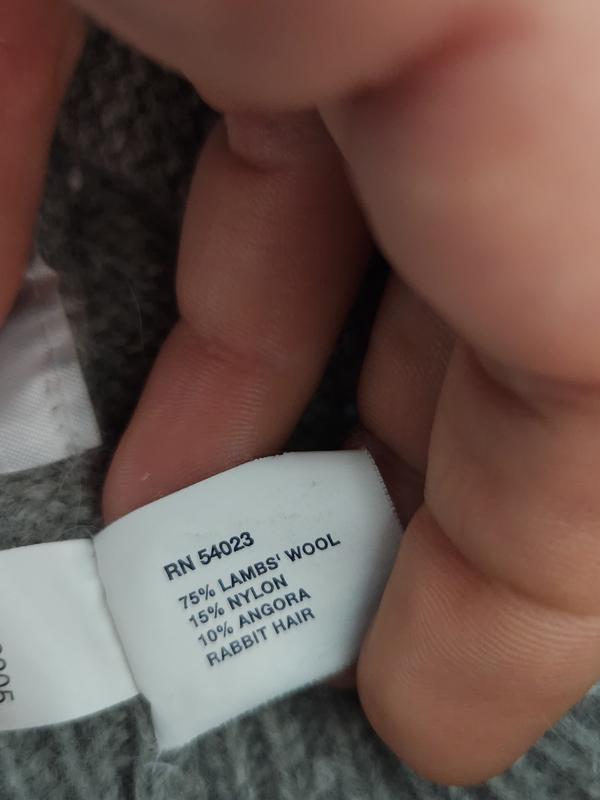 RN 54023
75% LAMBS' WOOL
15% NYLON
10% ANGORA
RABBIT HAIR